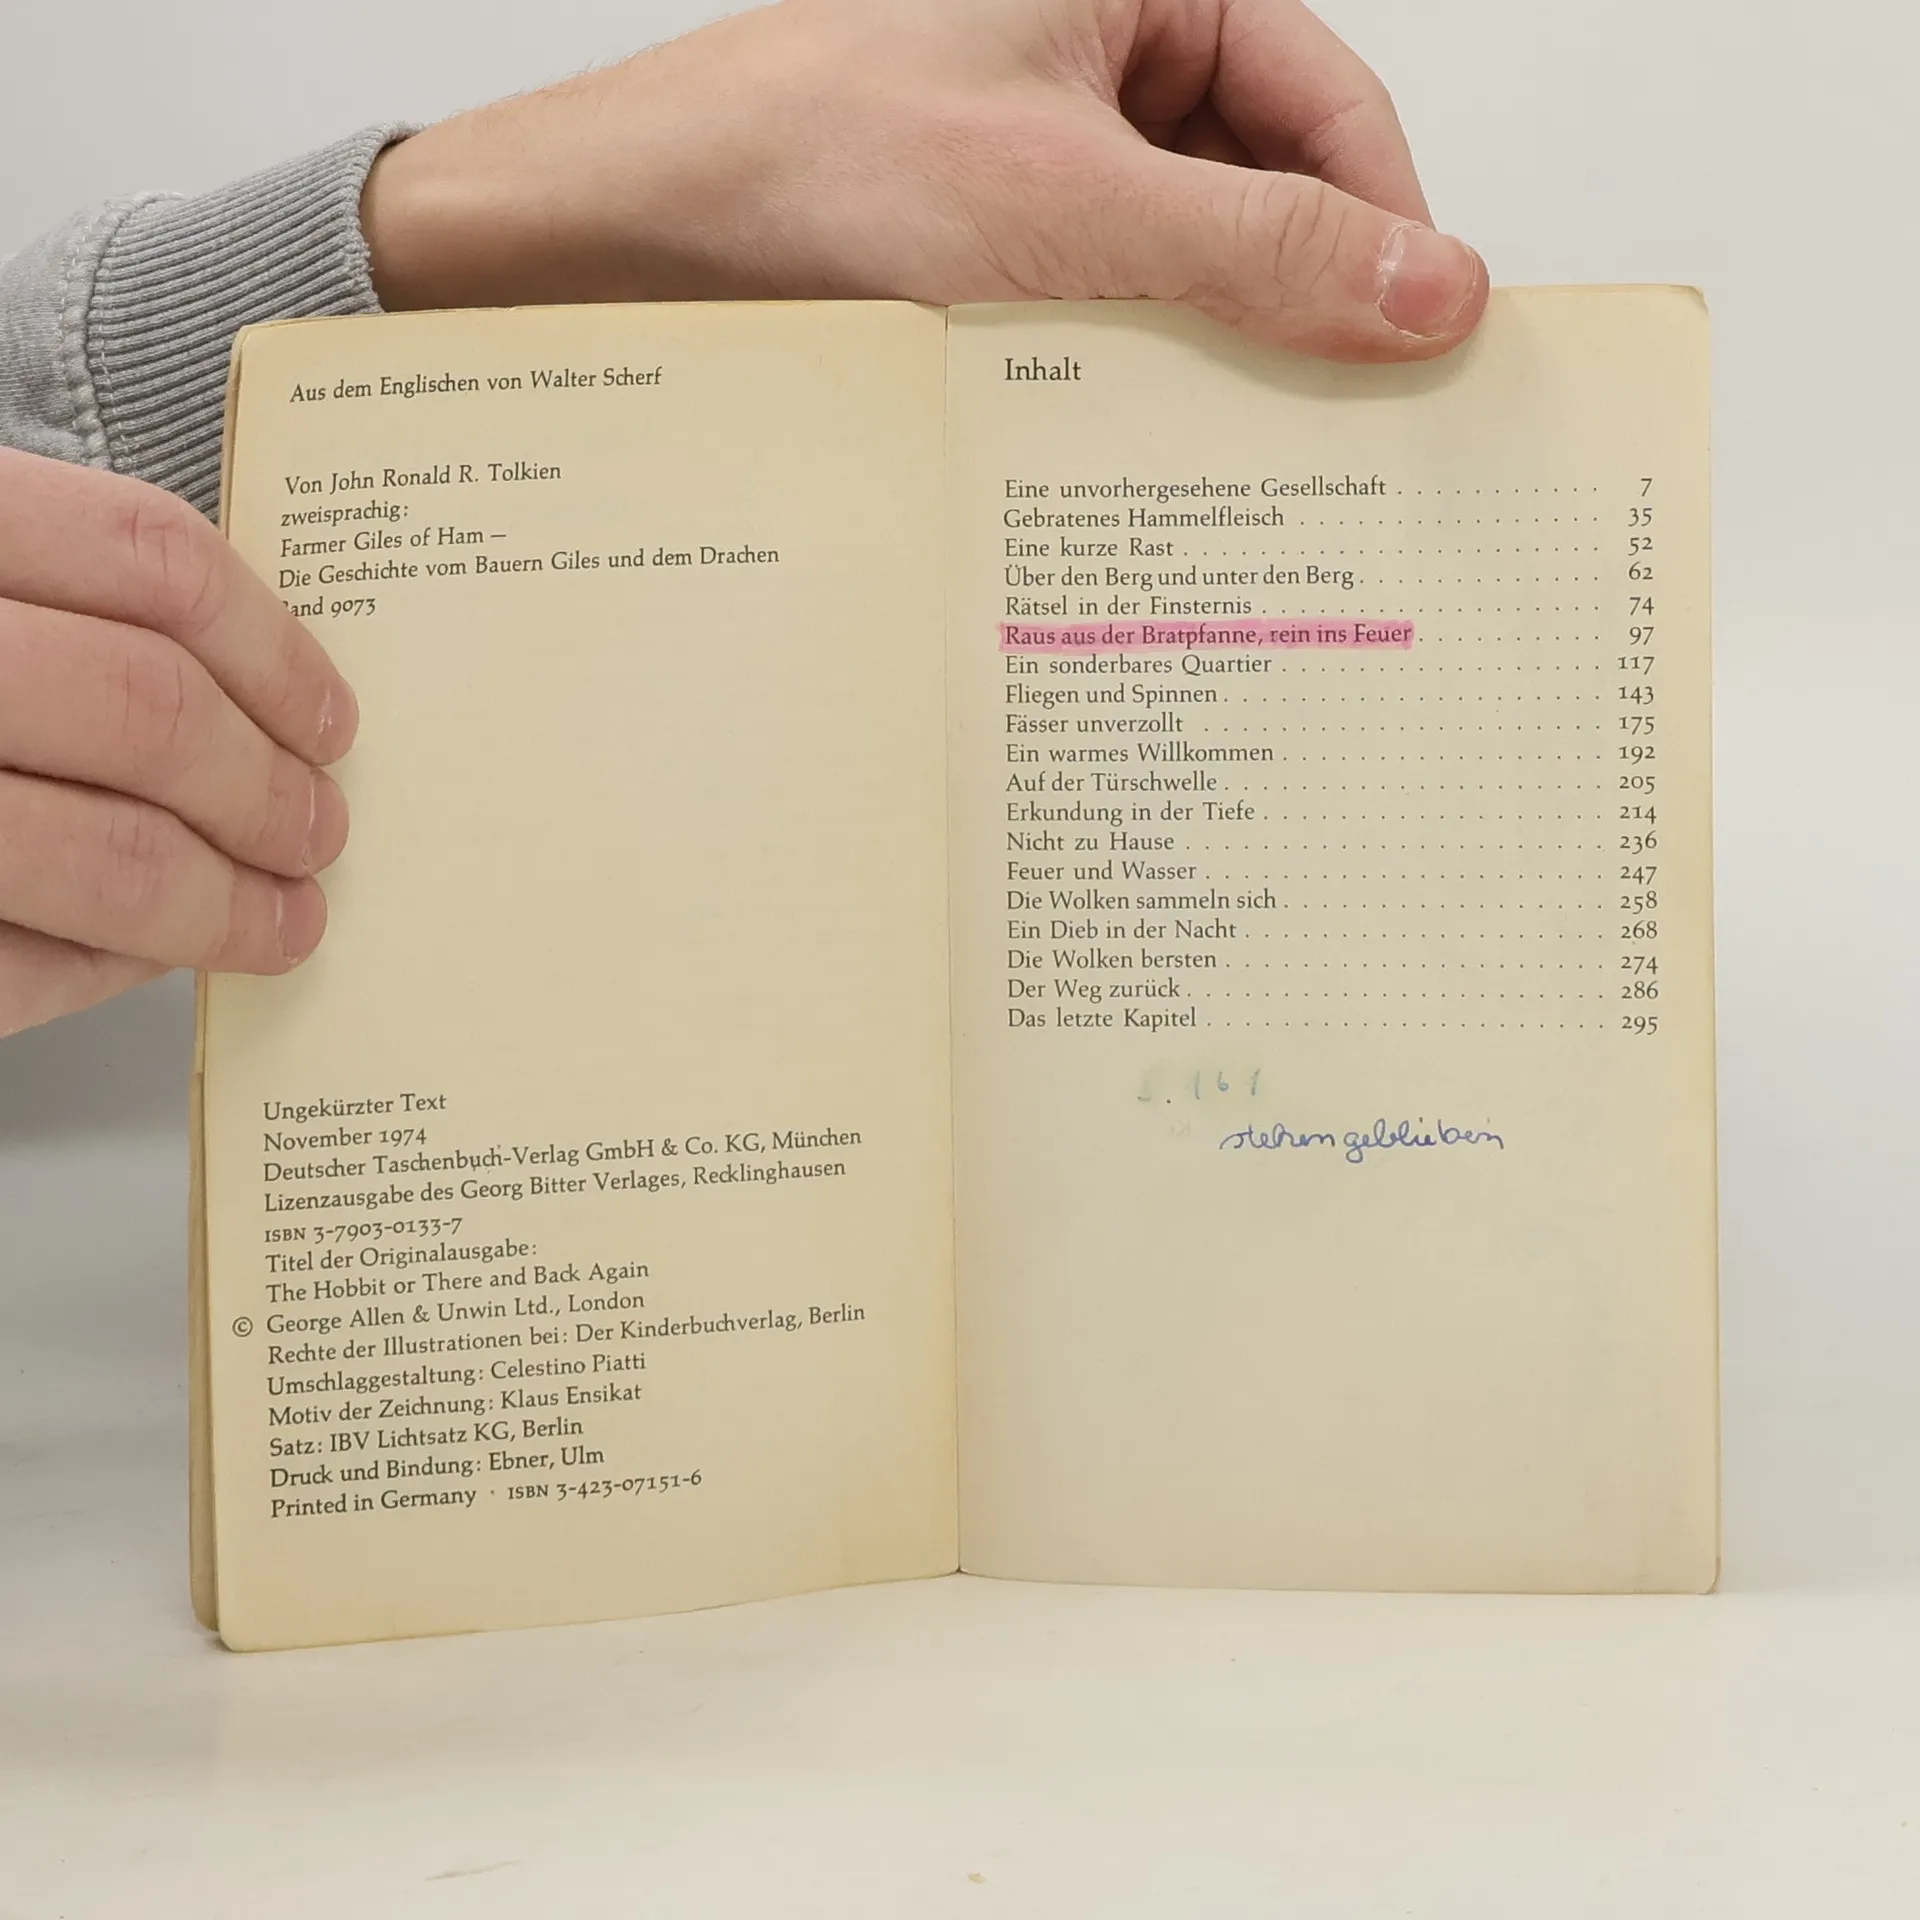 Aus dem Englischen von Walter Scherf
Von John Ronald R. Tolkien
zweisprachig:
Farmer Giles of Ham –
Die Geschichte vom Bauern Giles und dem Drachen
Band 9073
Ungekürzter Text
November 1974
Deutscher Taschenbuch-Verlag GmbH & Co. KG, München
Lizenzausgabe des Georg Bitter Verlages, Recklinghausen
ISBN 3-7903-0133-7
Titel der Originalausgabe:
The Hobbit or There and Back Again
© George Allen & Unwin Ltd., London
Rechte der Illustrationen bei: Der Kinderbuchverlag, Berlin
Umschlaggestaltung: Celestino Piatti
Motiv der Zeichnung: Klaus Ensikat
Satz: IBV Lichtsatz KG, Berlin
Druck und Bindung: Ebner, Ulm
Printed in Germany · ISBN 3-423-07151-6
Inhalt
Eine unvorhergesehene Gesellschaft . . . . . . . . . . . 7
Gebratenes Hammelfleisch . . . . . . . . . . . . . . . . 35
Eine kurze Rast . . . . . . . . . . . . . . . . . . . . . . 52
Über den Berg und unter den Berg . . . . . . . . . . . . . 62
Rätsel in der Finsternis . . . . . . . . . . . . . . . . . . 74
Raus aus der Bratpfanne, rein ins Feuer . . . . . . . . . . 97
Ein sonderbares Quartier . . . . . . . . . . . . . . . . . 117
Fliegen und Spinnen . . . . . . . . . . . . . . . . . . . . 143
Fässer unverzollt . . . . . . . . . . . . . . . . . . . . . 175
Ein warmes Willkommen . . . . . . . . . . . . . . . . . 192
Auf der Türschwelle . . . . . . . . . . . . . . . . . . . . 205
Erkundung in der Tiefe . . . . . . . . . . . . . . . . . . 214
Nicht zu Hause . . . . . . . . . . . . . . . . . . . . . . 236
Feuer und Wasser . . . . . . . . . . . . . . . . . . . . . 247
Die Wolken sammeln sich . . . . . . . . . . . . . . . . . 258
Ein Dieb in der Nacht . . . . . . . . . . . . . . . . . . . 268
Die Wolken bersten . . . . . . . . . . . . . . . . . . . . 274
Der Weg zurück . . . . . . . . . . . . . . . . . . . . . . 286
Das letzte Kapitel . . . . . . . . . . . . . . . . . . . . . 295
S. 161
stehengeblieben